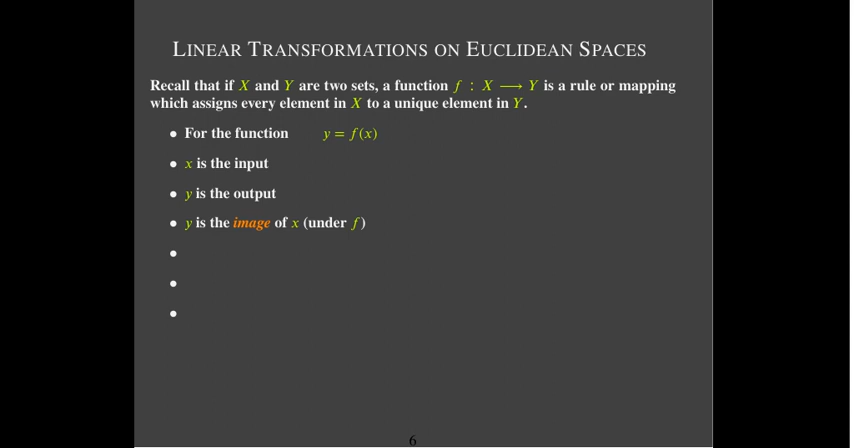 LINEAR TRANSFORMATIONS ON EUCLIDEAN SPACES
Recall that if X and Y are two sets, a function f : X ⟶ Y is a rule or mapping
which assigns every element in X to a unique element in Y.
• For the function y = f(x)
• x is the input
• y is the output
• y is the image of x (under f)
•
•
•
6